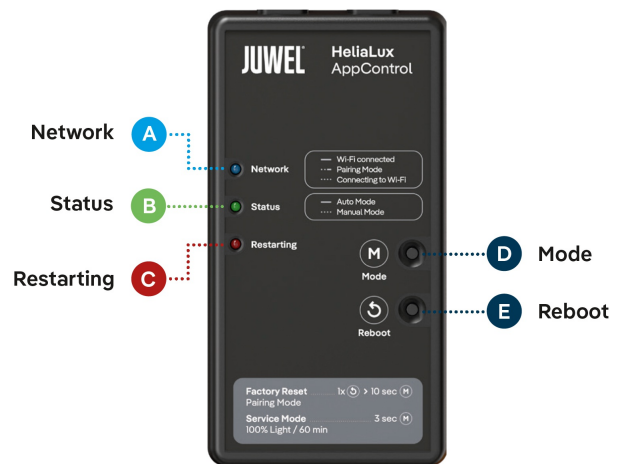 JUWEL
HeliaLux
AppControl
Network A
Network
Wi-Fi connected
Pairing Mode
Connecting to Wi-Fi
Status B
Status
Auto Mode
Manual Mode
Restarting C
Restarting
M
Mode
D Mode
Reboot
E Reboot
Factory Reset 1x > 10 sec M
Pairing Mode
Service Mode 3 sec M
100% Light / 60 min